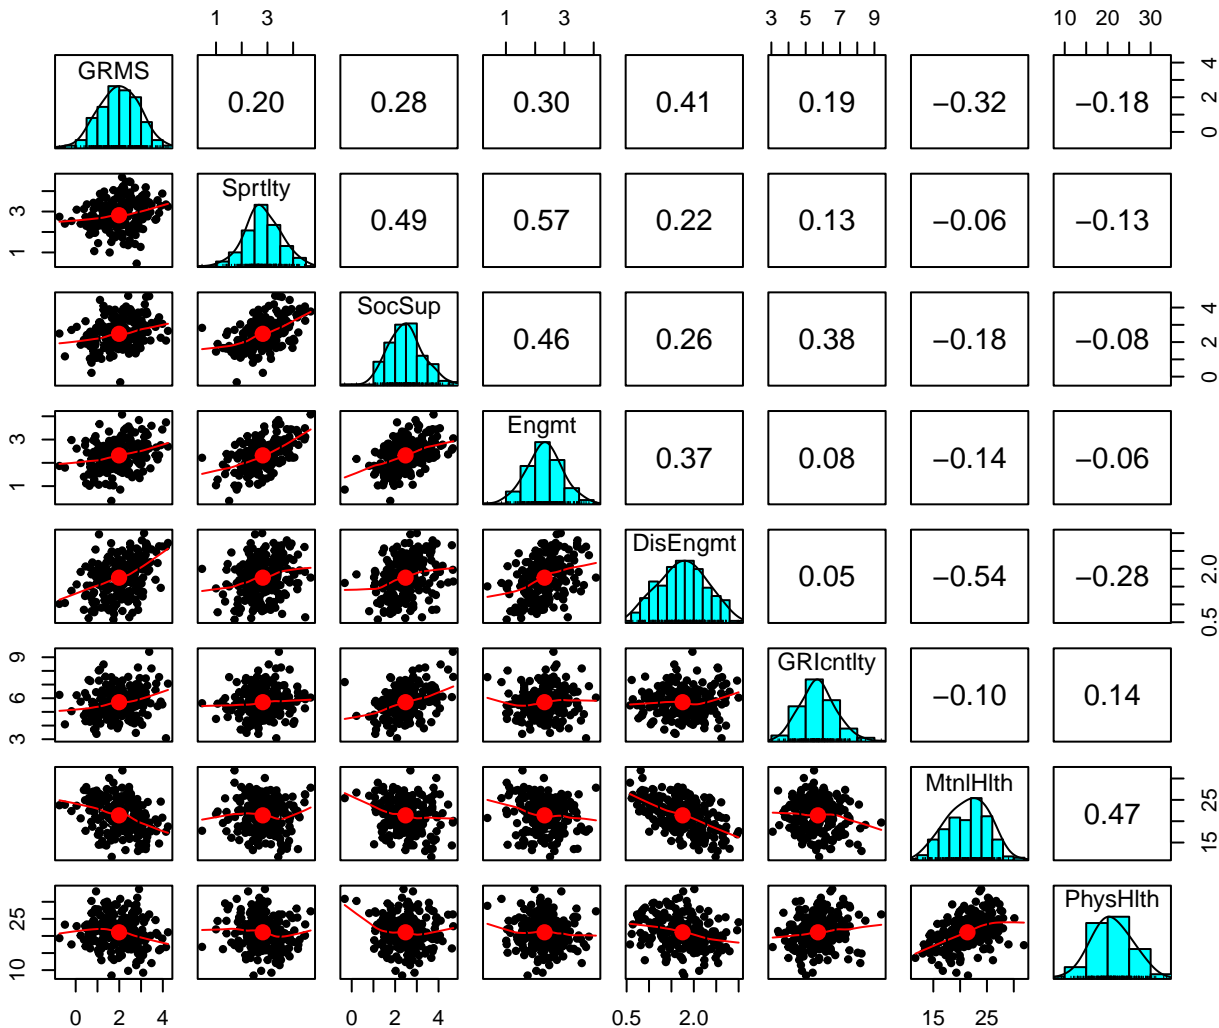 1 3 1 3 3 5 7 9 10 20 30
GRMS 0.20 0.28 0.30 0.41 0.19 −0.32 −0.18 0 2 4
1 3 Sprtlty 0.49 0.57 0.22 0.13 −0.06 −0.13
SocSup 0.46 0.26 0.38 −0.18 −0.08 0 2 4
1 3 Engmt 0.37 0.08 −0.14 −0.06
DisEngmt 0.05 −0.54 −0.28 0.5 2.0
3 6 9 GRIcntlty −0.10 0.14
MtnlHlth 0.47 15 25
10 25 PhysHlth
0 2 4 0 2 4 0.5 2.0 15 25